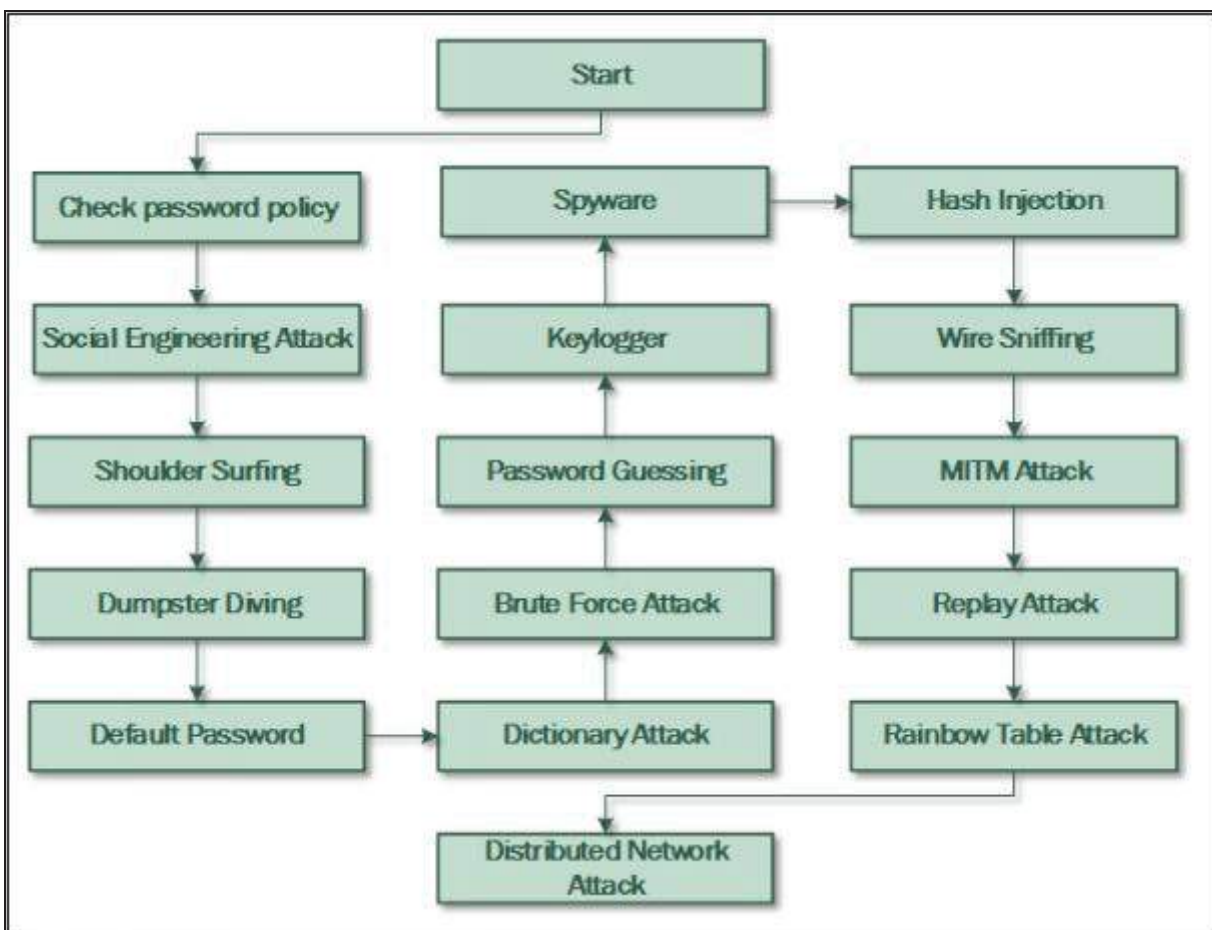 Start
Check password policy
Social Engineering Attack
Shoulder Surfing
Dumpster Diving
Default Password
Dictionary Attack
Brute Force Attack
Password Guessing
Keylogger
Spyware
Hash Injection
Wire Sniffing
MITM Attack
Replay Attack
Rainbow Table Attack
Distributed Network
Attack